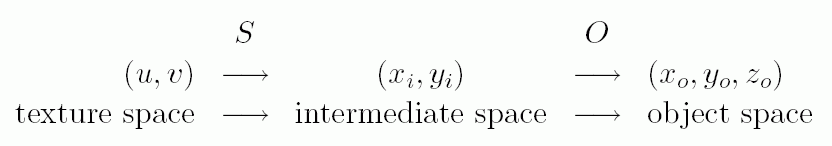 S O
(u, v) ⟶ (x_i, y_i) ⟶ (x_o, y_o, z_o)
texture space ⟶ intermediate space ⟶ object space